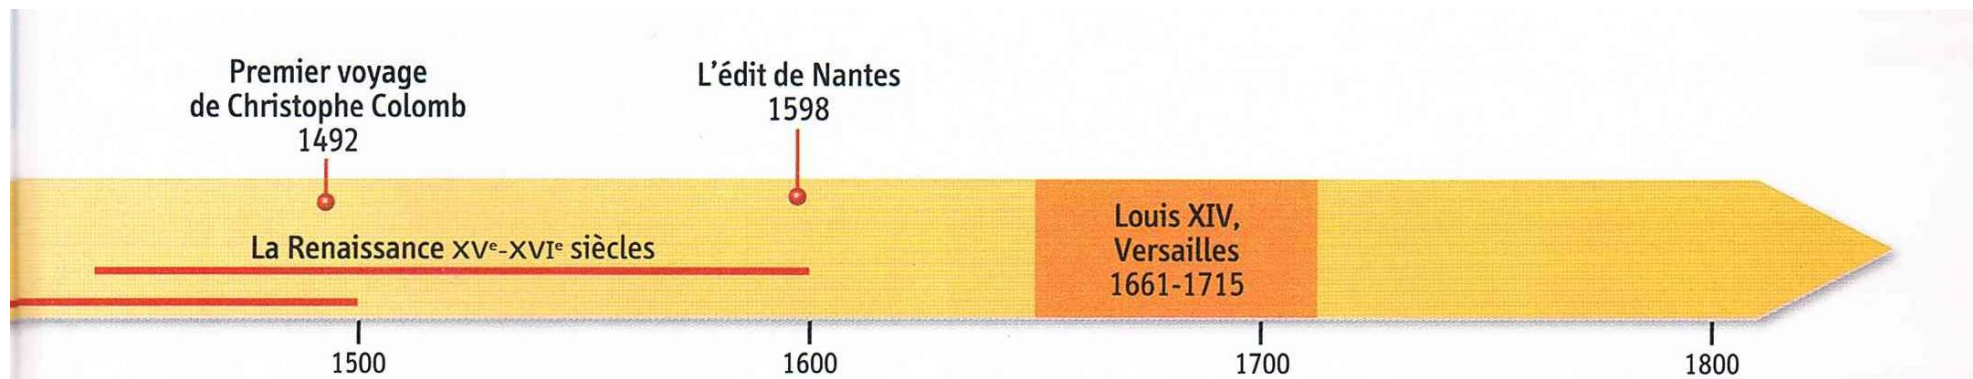 Premier voyage
de Christophe Colomb
1492
L'édit de Nantes
1598
La Renaissance XVe-XVIe siècles
Louis XIV,
Versailles
1661-1715
1500
1600
1700
1800